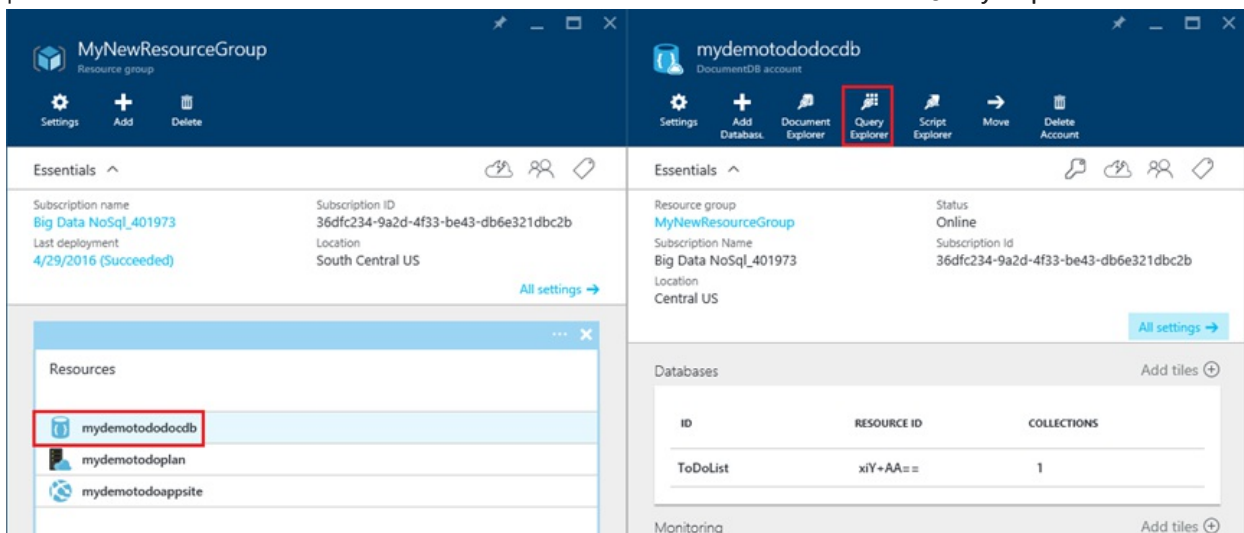 MyNewResourceGroup
Resource group
Settings
Add
Delete
Essentials
Subscription name
Big Data NoSql_401973
Last deployment
4/29/2016 (Succeeded)
Subscription ID
36dfc234-9a2d-4f33-be43-db6e321dbc2b
Location
South Central US
All settings →
Resources
mydemotododocdb
mydemotodoplan
mydemotodoappsite
mydemotododocdb
DocumentDB account
Settings
Add
Database
Document
Explorer
Query
Explorer
Script
Explorer
Move
Delete
Account
Essentials
Resource group
MyNewResourceGroup
Subscription Name
Big Data NoSql_401973
Location
Central US
Status
Online
Subscription Id
36dfc234-9a2d-4f33-be43-db6e321dbc2b
All settings →
Databases
Add tiles
ID RESOURCE ID COLLECTIONS
ToDoList xiY+AA== 1
Monitoring
Add tiles